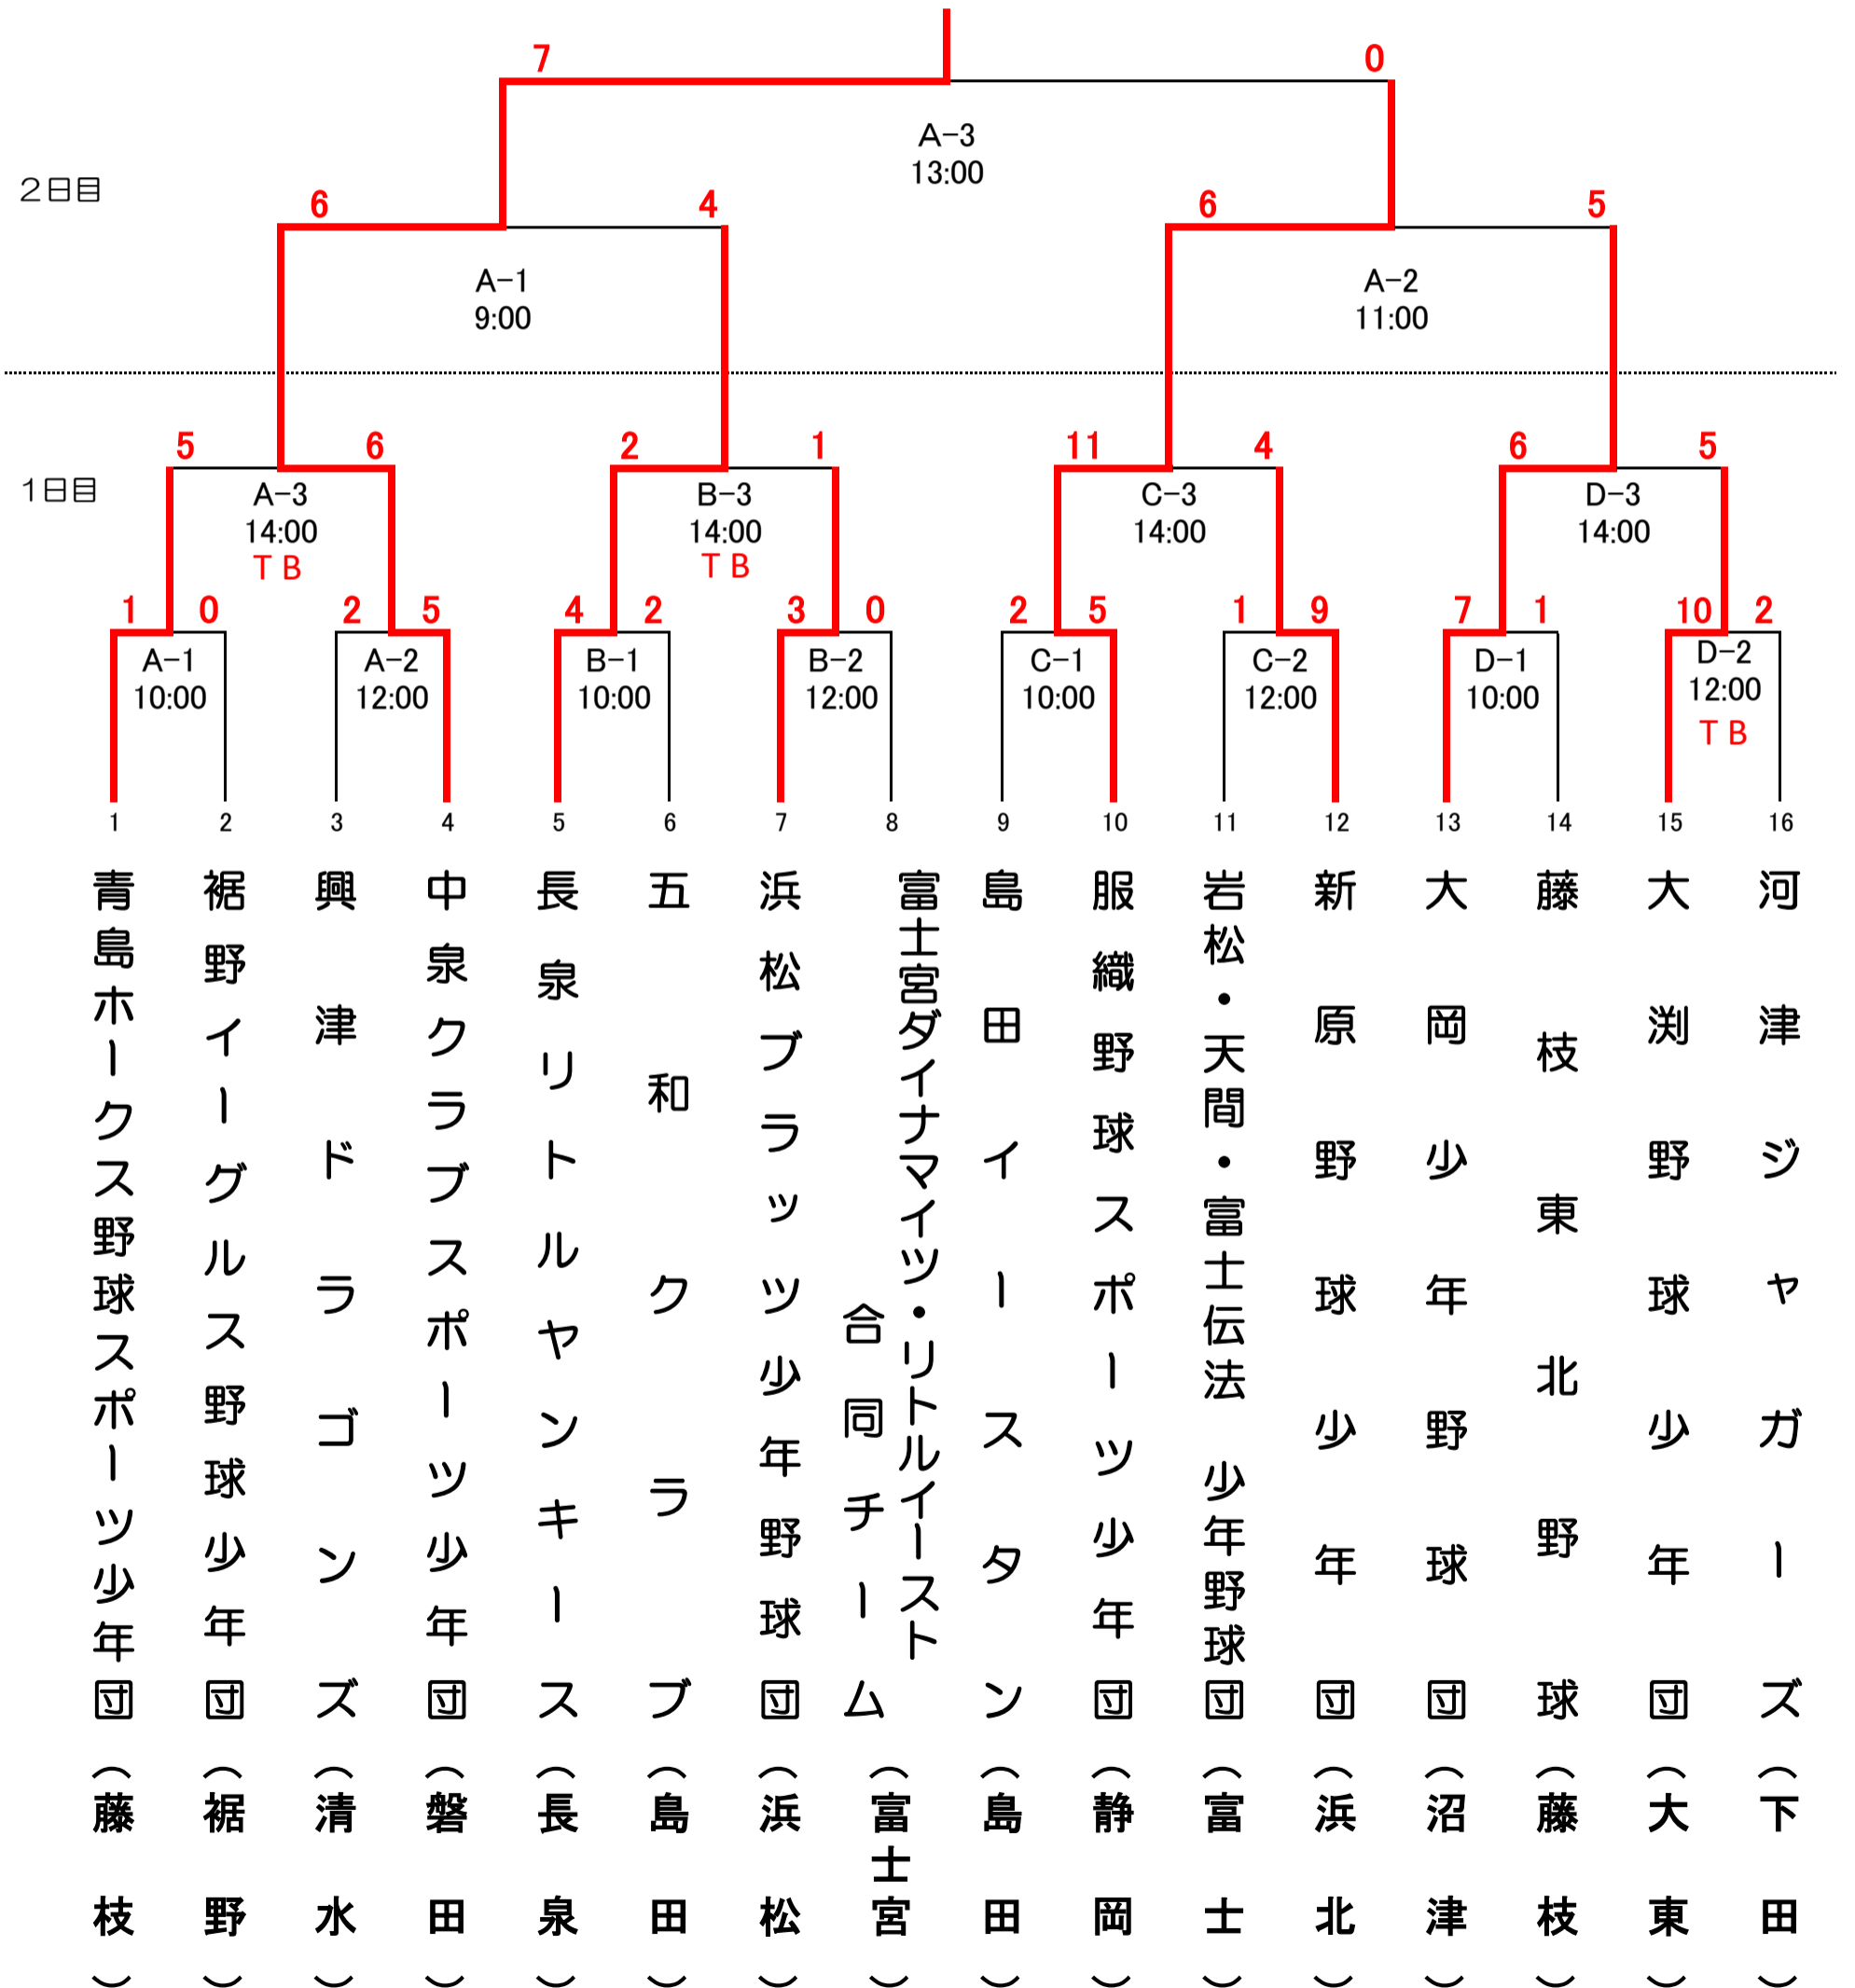 7 0
A-3
13:00
2日目
6 4 6 5
A-1 A-2
9:00 11:00
5 6 2 1 11 4 6 5
1日目
A-3 B-3 C-3 D-3
14:00 14:00 14:00 14:00
TB TB
1 0 2 5 4 2 3 0 2 5 1 9 7 1 10 2
A-1 A-2 B-1 B-2 C-1 C-2 D-1 D-2
10:00 12:00 10:00 12:00 10:00 12:00 10:00 12:00
TB
1 2 3 4 5 6 7 8 9 10 11 12 13 14 15 16
青島ホークス野球スポーツ少年団（藤枝）
裾野イーグルス野球少年団（裾野）
興津ドラゴンズ（清水）
中泉クラブスポーツ少年団（磐田）
長泉リトルヤンキース（長泉）
五和クラブ（島田）
浜松ブラッツ少年野球団（浜松）
富士宮ダイナマイツ・リトルイースト
合同チーム（富士宮）
島田イースタン（島田）
服織野球スポーツ少年団（静岡）
岩松・天間・富士伝法 少年野球団（富士）
新原野球少年団（浜北）
大岡少年野球団（沼津）
藤枝東北野球（藤枝）
大渕野球少年団（大東）
河津ジャガーズ（下田）